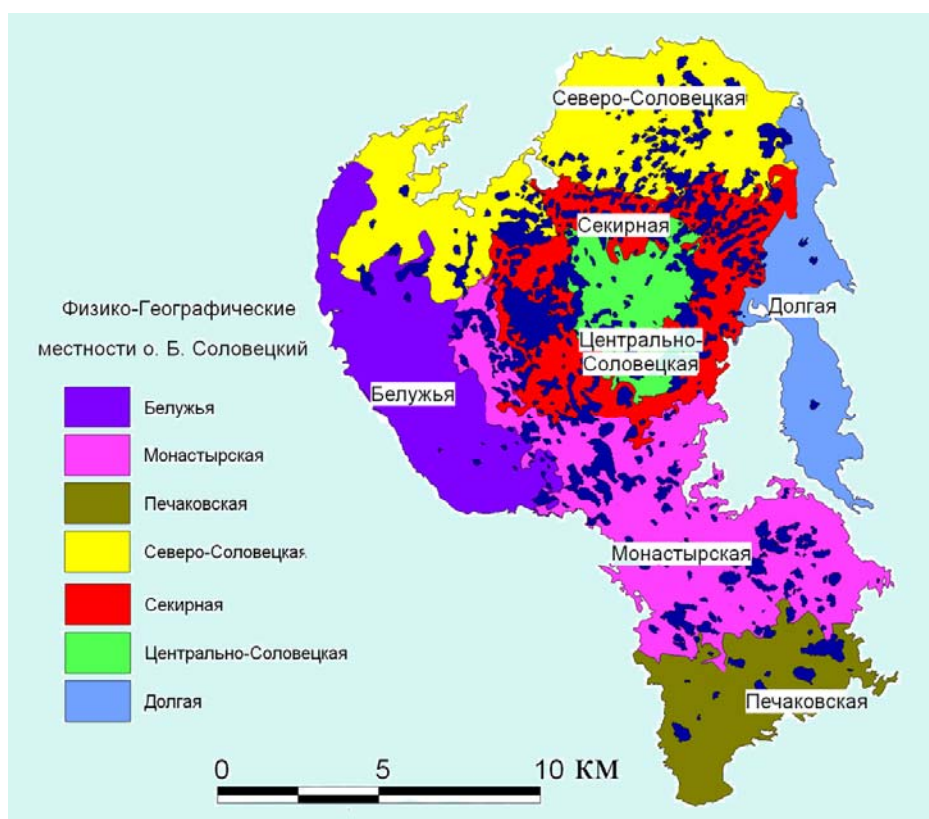 Северо-Соловецкая
Секирная
Долгая
Центрально-
Соловецкая
Белужья
Монастырская
Печаковская
Физико-Географические
местности о. Б. Соловецкий
Белужья
Монастырская
Печаковская
Северо-Соловецкая
Секирная
Центрально-Соловецкая
Долгая
0 5 10 км